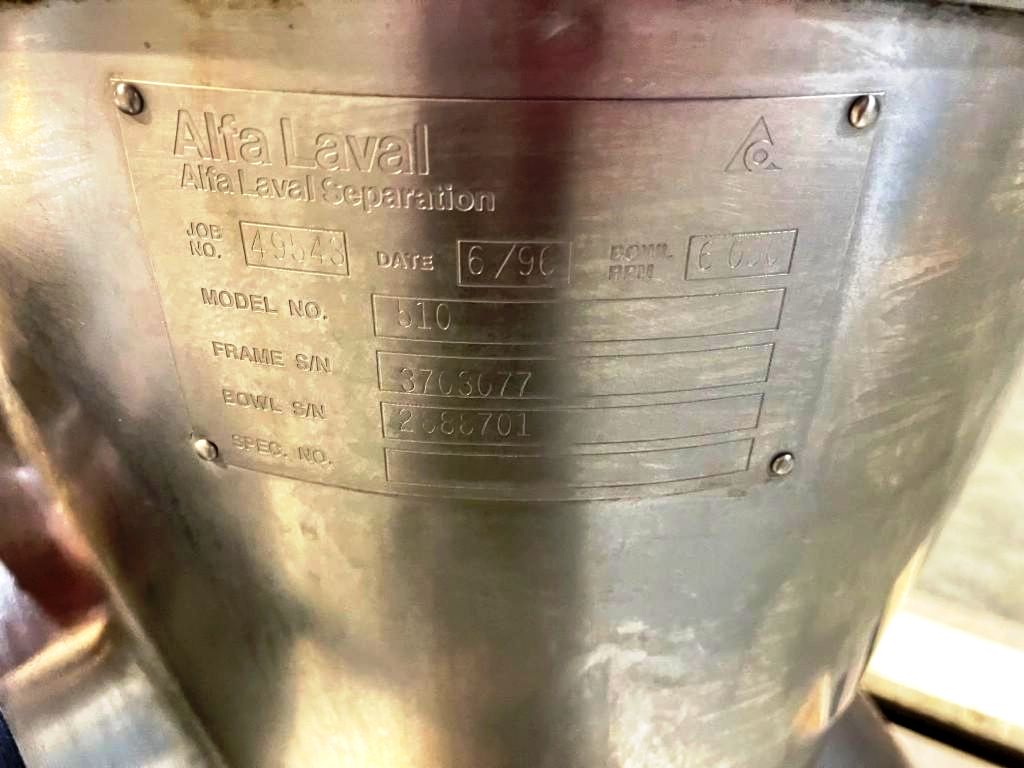 Alfa Laval
Alfa Laval Separation
JOB NO. 49543 DATE 6/96 BOWL RPM
MODEL NO. 510
FRAME S/N
BOWL S/N
SPEC. NO.